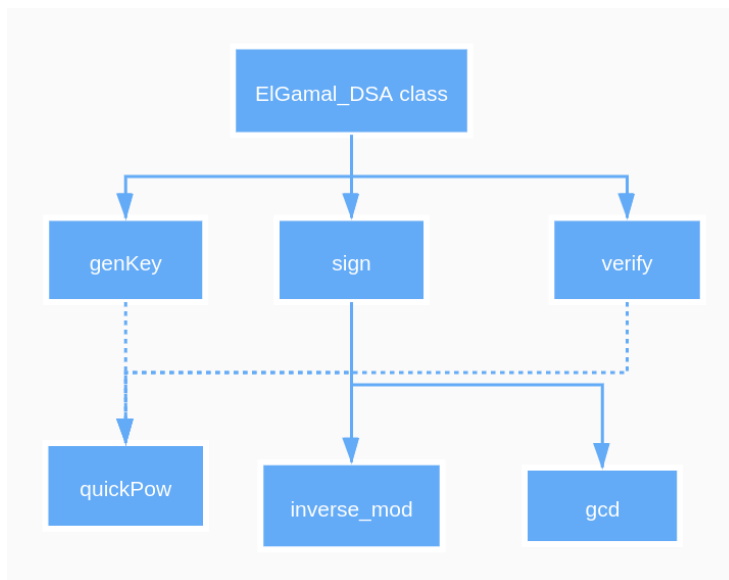 ElGamal_DSA class
genKey
sign
verify
quickPow
inverse_mod
gcd